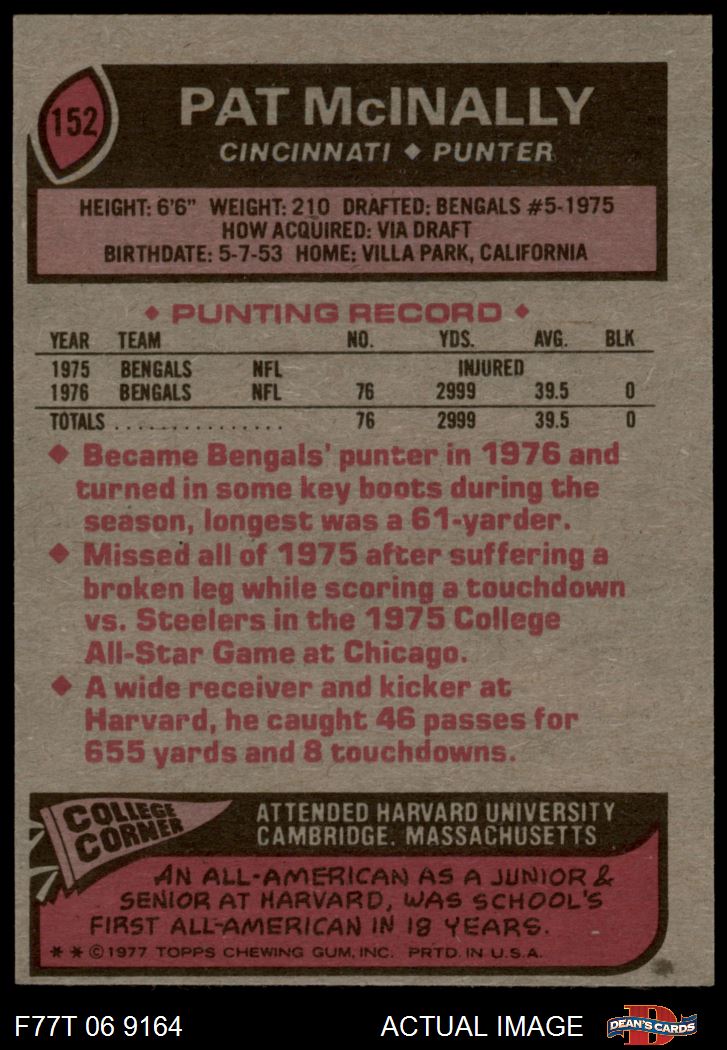 152
PAT McINALLY
CINCINNATI ◆ PUNTER
HEIGHT: 6'6" WEIGHT: 210 DRAFTED: BENGALS #5-1975
HOW ACQUIRED: VIA DRAFT
BIRTHDATE: 5-7-53 HOME: VILLA PARK, CALIFORNIA
◆ PUNTING RECORD ◆
YEAR TEAM NO. YDS. AVG. BLK
1975 BENGALS NFL INJURED
1976 BENGALS NFL 76 2999 39.5 0
TOTALS . . . . . . . . . . . . . . . 76 2999 39.5 0
◆ Became Bengals' punter in 1976 and
turned in some key boots during the
season, longest was a 61-yarder.
◆ Missed all of 1975 after suffering a
broken leg while scoring a touchdown
vs. Steelers in the 1975 College
All-Star Game at Chicago.
◆ A wide receiver and kicker at
Harvard, he caught 46 passes for
655 yards and 8 touchdowns.
COLLEGE
CORNER
ATTENDED HARVARD UNIVERSITY
CAMBRIDGE, MASSACHUSETTS
AN ALL-AMERICAN AS A JUNIOR &
SENIOR AT HARVARD, WAS SCHOOL'S
FIRST ALL-AMERICAN IN 18 YEARS.
* * © 1977 TOPPS CHEWING GUM, INC. PRTD. IN U.S.A.
F77T 06 9164 ACTUAL IMAGE
D
DEAN'S CARDS